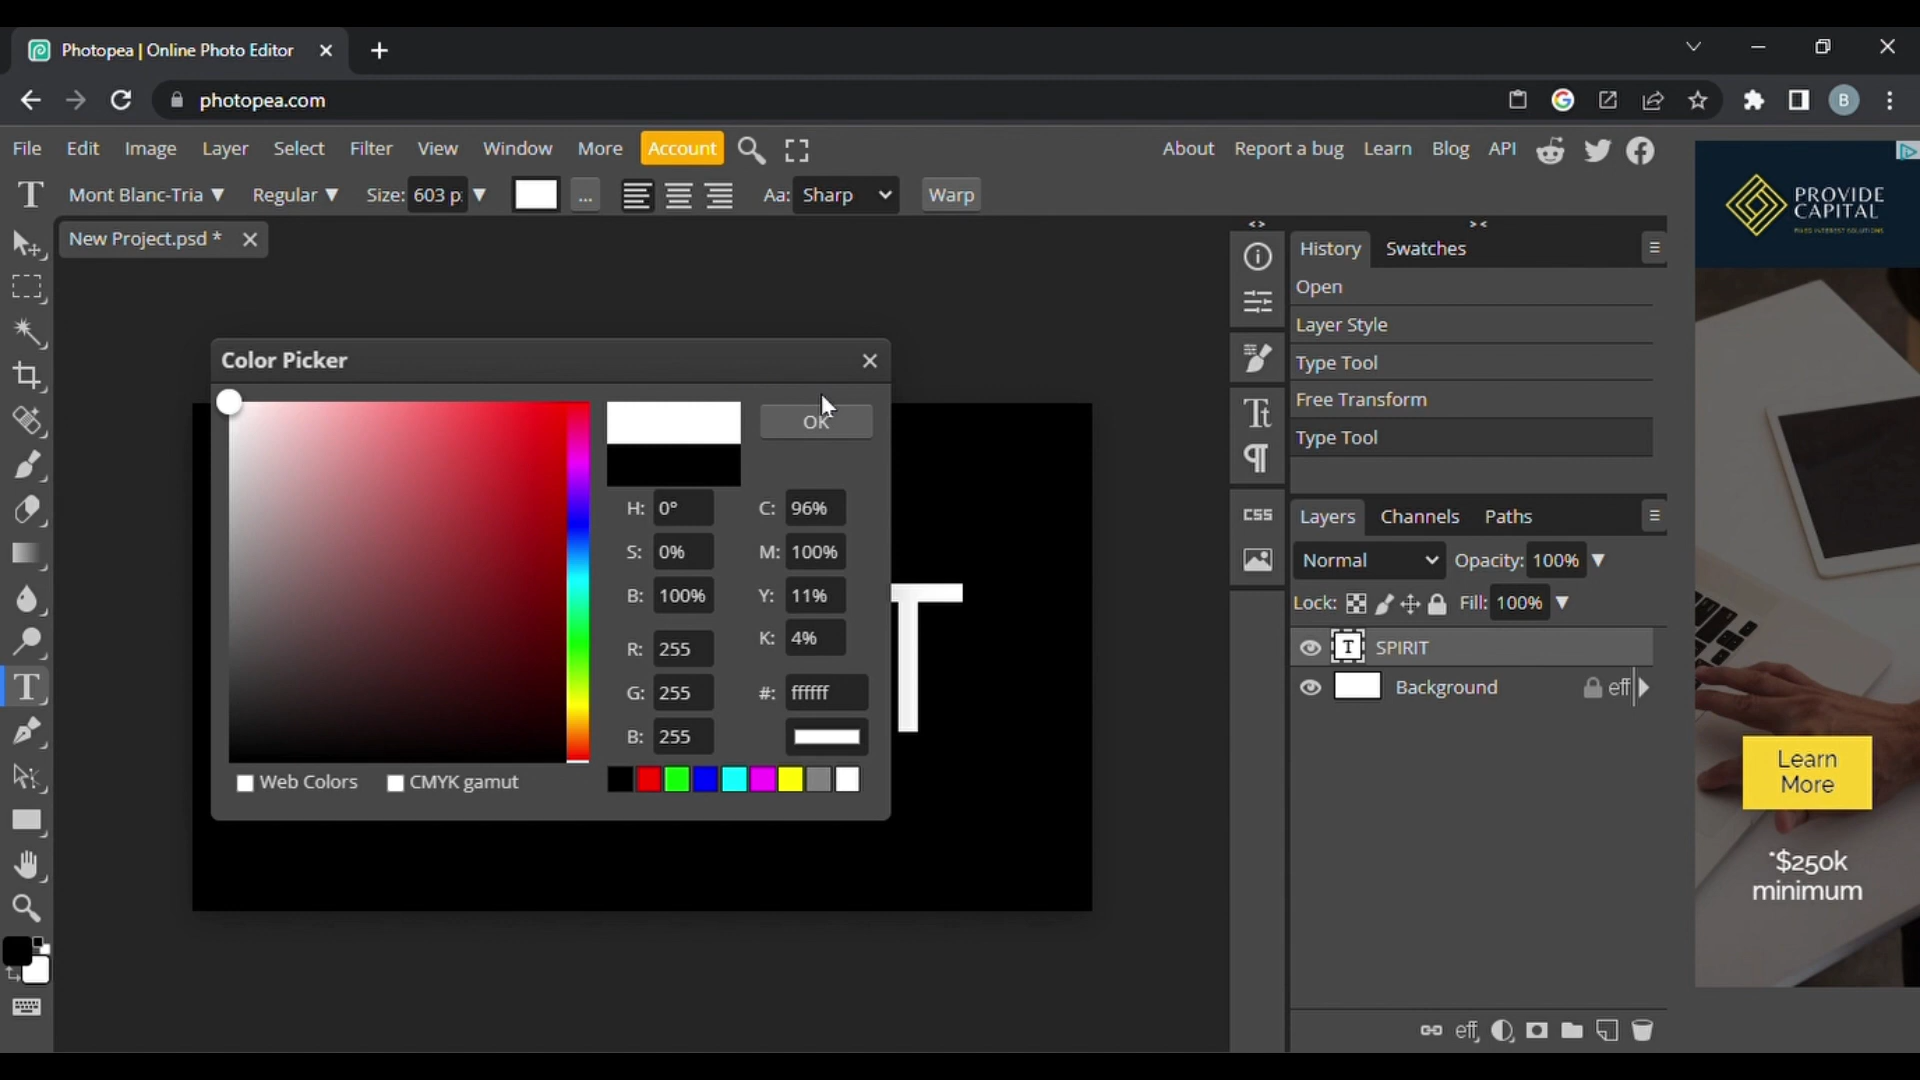 Photopea | Online Photo Editor
photopea.com
File Edit Image Layer Select Filter View Window More Account About Report a bug Learn Blog API
T Mont Blanc-Tria Regular Size: 603 p: ... Aa: Sharp Warp
New Project.psd *
History Swatches
Open
Layer Style
Type Tool
Free Transform
Type Tool
Color Picker
OK
H: 0° C: 96%
S: 0% M: 100%
B: 100% Y: 11%
K: 4%
R: 255
G: 255 #: ffffff
B: 255
Web Colors CMYK gamut
T
CSS
Layers Channels Paths
Normal Opacity: 100%
Lock: Fill: 100%
T SPIRIT
Background eff
eff
PROVIDE
CAPITAL
FIXED INTEREST SOLUTIONS
Learn
More
*$250k
minimum
B